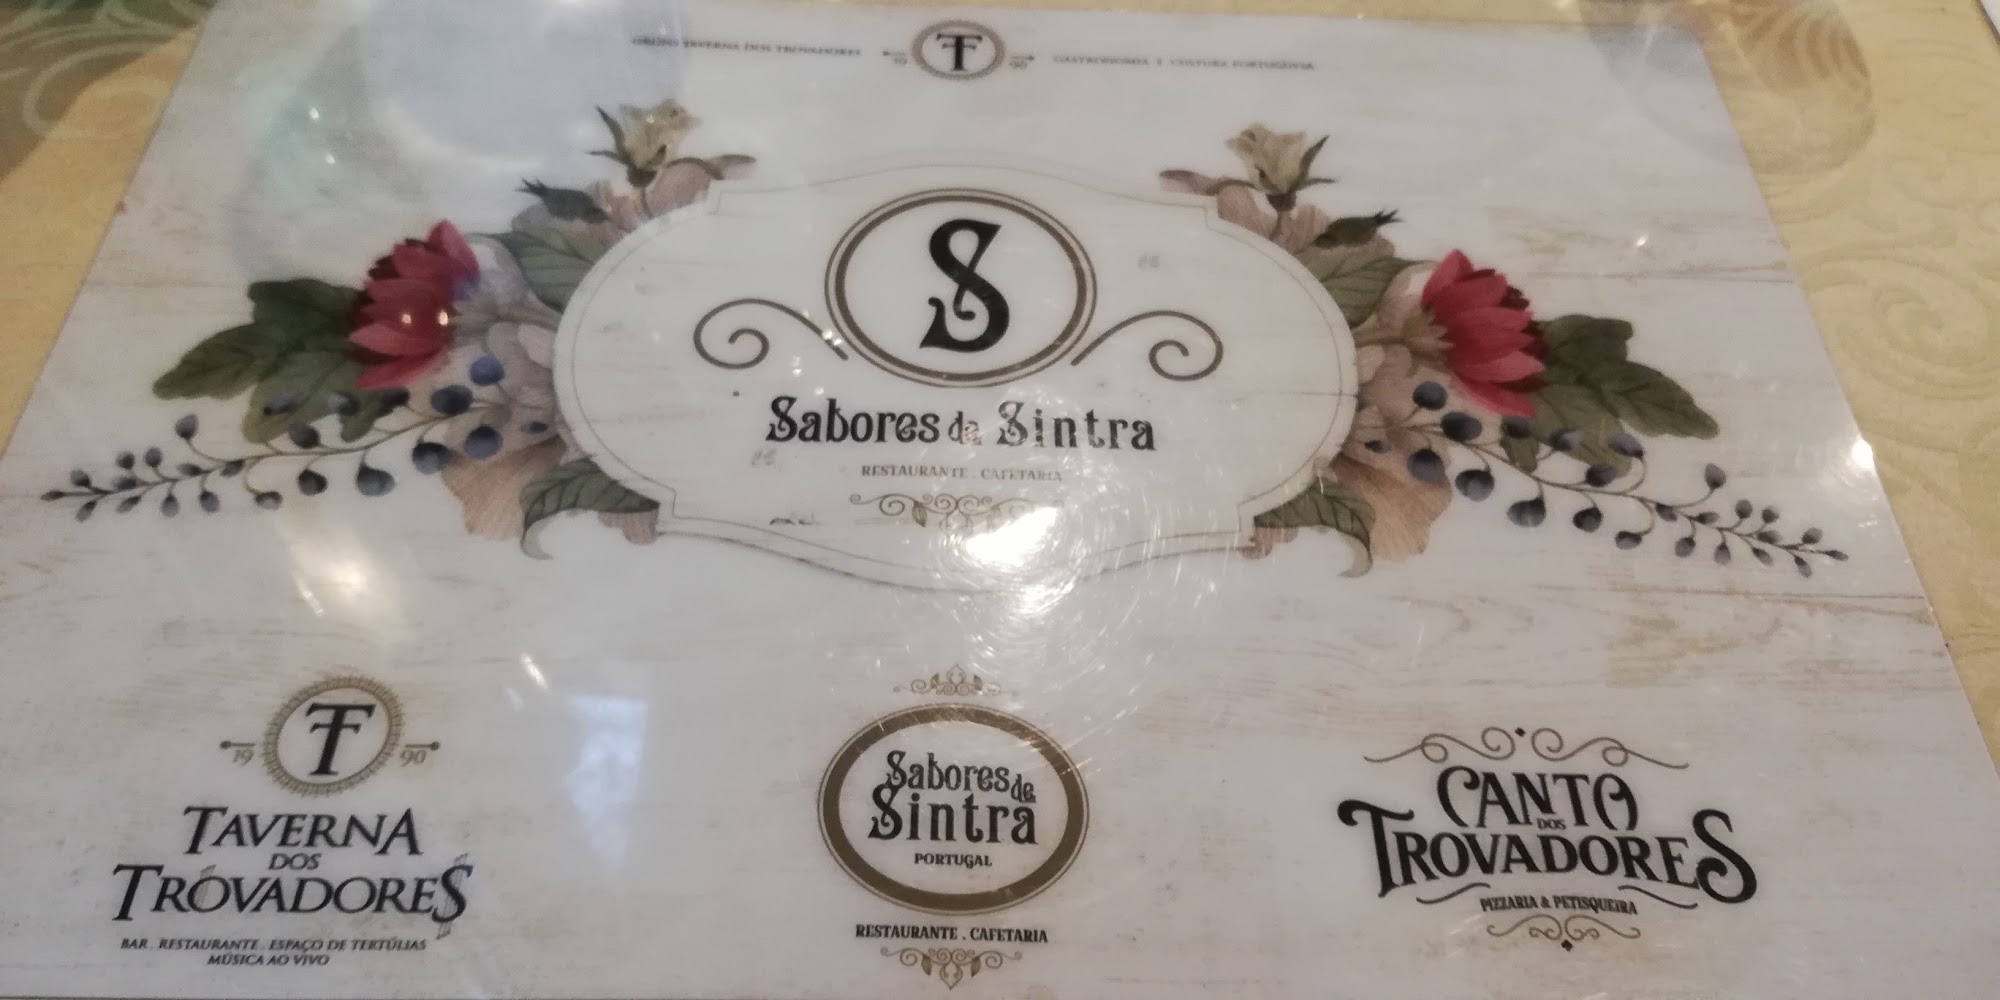 GRUPO TAVERNA DOS TROVADORES
19 TF 90
GASTRONOMIA E CULTURA PORTUGUESA
S
Sabores de Sintra
RESTAURANTE . CAFETARIA
19 TF 90
TAVERNA
DOS
TROVADORES
BAR . RESTAURANTE . ESPAÇO DE TERTÚLIAS
MÚSICA AO VIVO
Sabores de
Sintra
PORTUGAL
RESTAURANTE . CAFETARIA
CANTO
DOS
TROVADORES
PIZZARIA & PETISQUEIRA